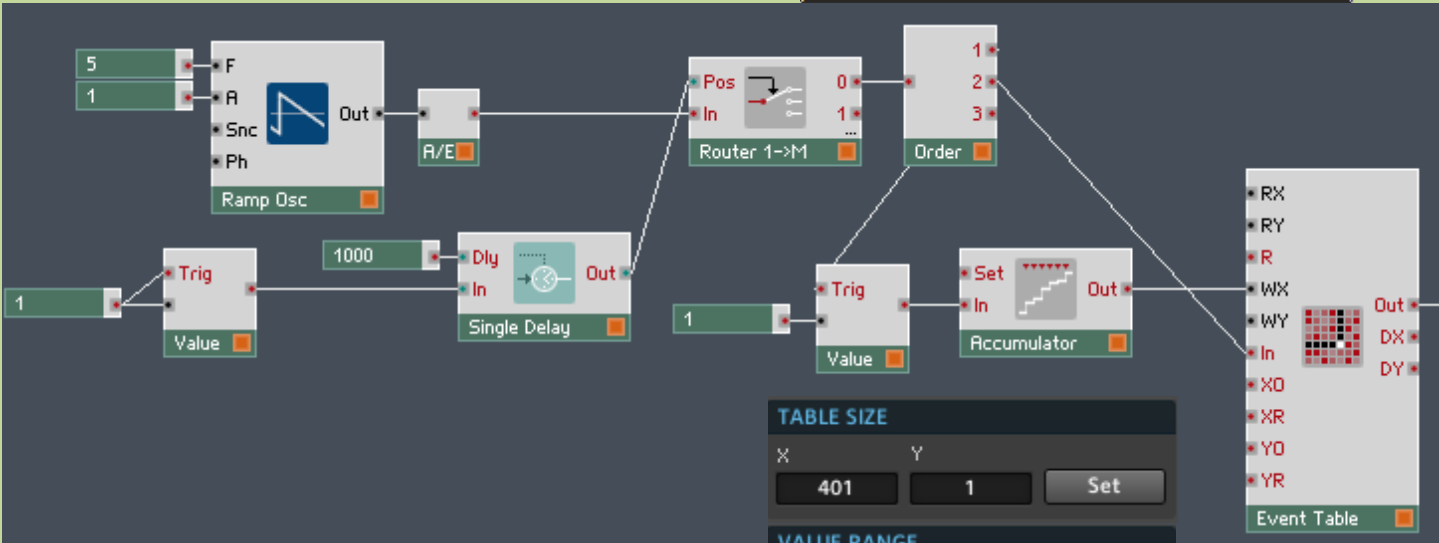 5
F
1
A
Snc
Ph
Out
Ramp Osc
A/E
Pos
In
0
1
...
Router 1->M
1
2
3
Order
1
Trig
Value
1000
Dly
In
Out
Single Delay
1
Trig
Value
Set
In
Out
Accumulator
RX
RY
R
WX
WY
In
XO
XR
YO
YR
Out
DX
DY
Event Table
TABLE SIZE
X Y
401 1 Set
VALUE RANGE